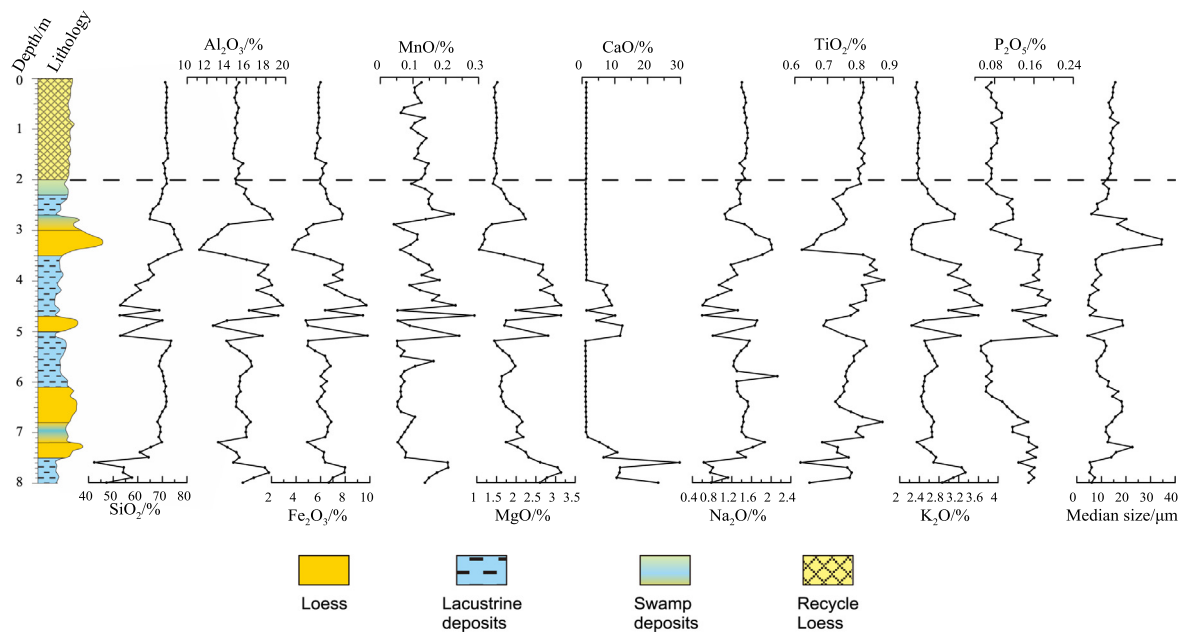 Depth/m
Lithology
Al₂O₃/%
MnO/%
CaO/%
TiO₂/%
P₂O₅/%
10 12 14 16 18 20
0 0.1 0.2 0.3
0 10 20 30
0.6 0.7 0.8 0.9
0.08 0.16 0.24
0
1
2
3
4
5
6
7
8
40 50 60 70 80
2 4 6 8 10
1 1.5 2 2.5 3 3.5
0.4 0.8 1.2 1.6 2 2.4
2 2.4 2.8 3.2 3.6 4
0 10 20 30 40
SiO₂/%
Fe₂O₃/%
MgO/%
Na₂O/%
K₂O/%
Median size/μm
Loess
Lacustrine
deposits
Swamp
deposits
Recycle
Loess